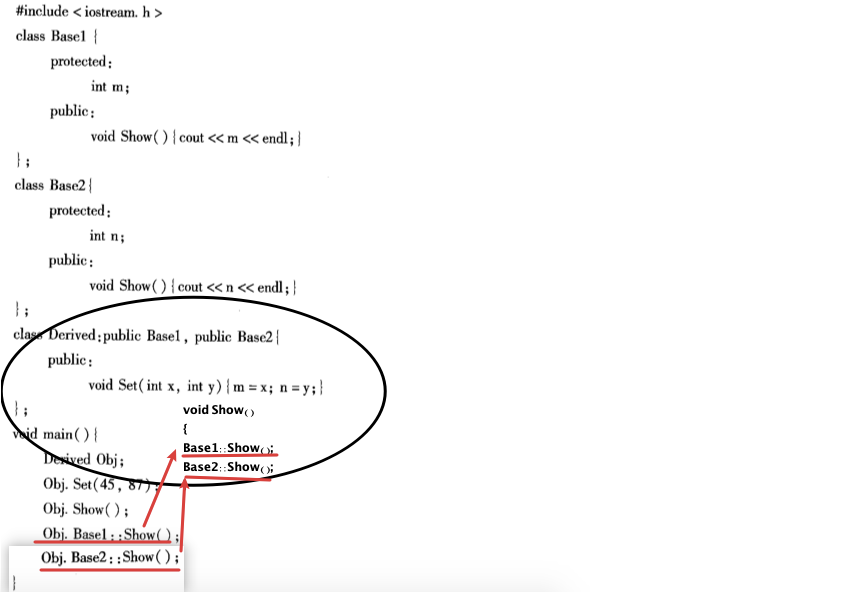 #include < iostream. h >
class Base1 {
protected:
int m;
public:
void Show( ) { cout << m << endl; }
};
class Base2{
protected:
int n;
public:
void Show( ) { cout << n << endl; }
};
class Derived:public Base1, public Base2{
public:
void Set( int x, int y) { m = x; n = y; }
};
void Show()
{
Base1::Show();
Base2::Show();
void main( ) {
Derived Obj;
Obj. Set(45, 87);
Obj. Show( );
Obj. Base1::Show( );
Obj. Base2::Show( );
}